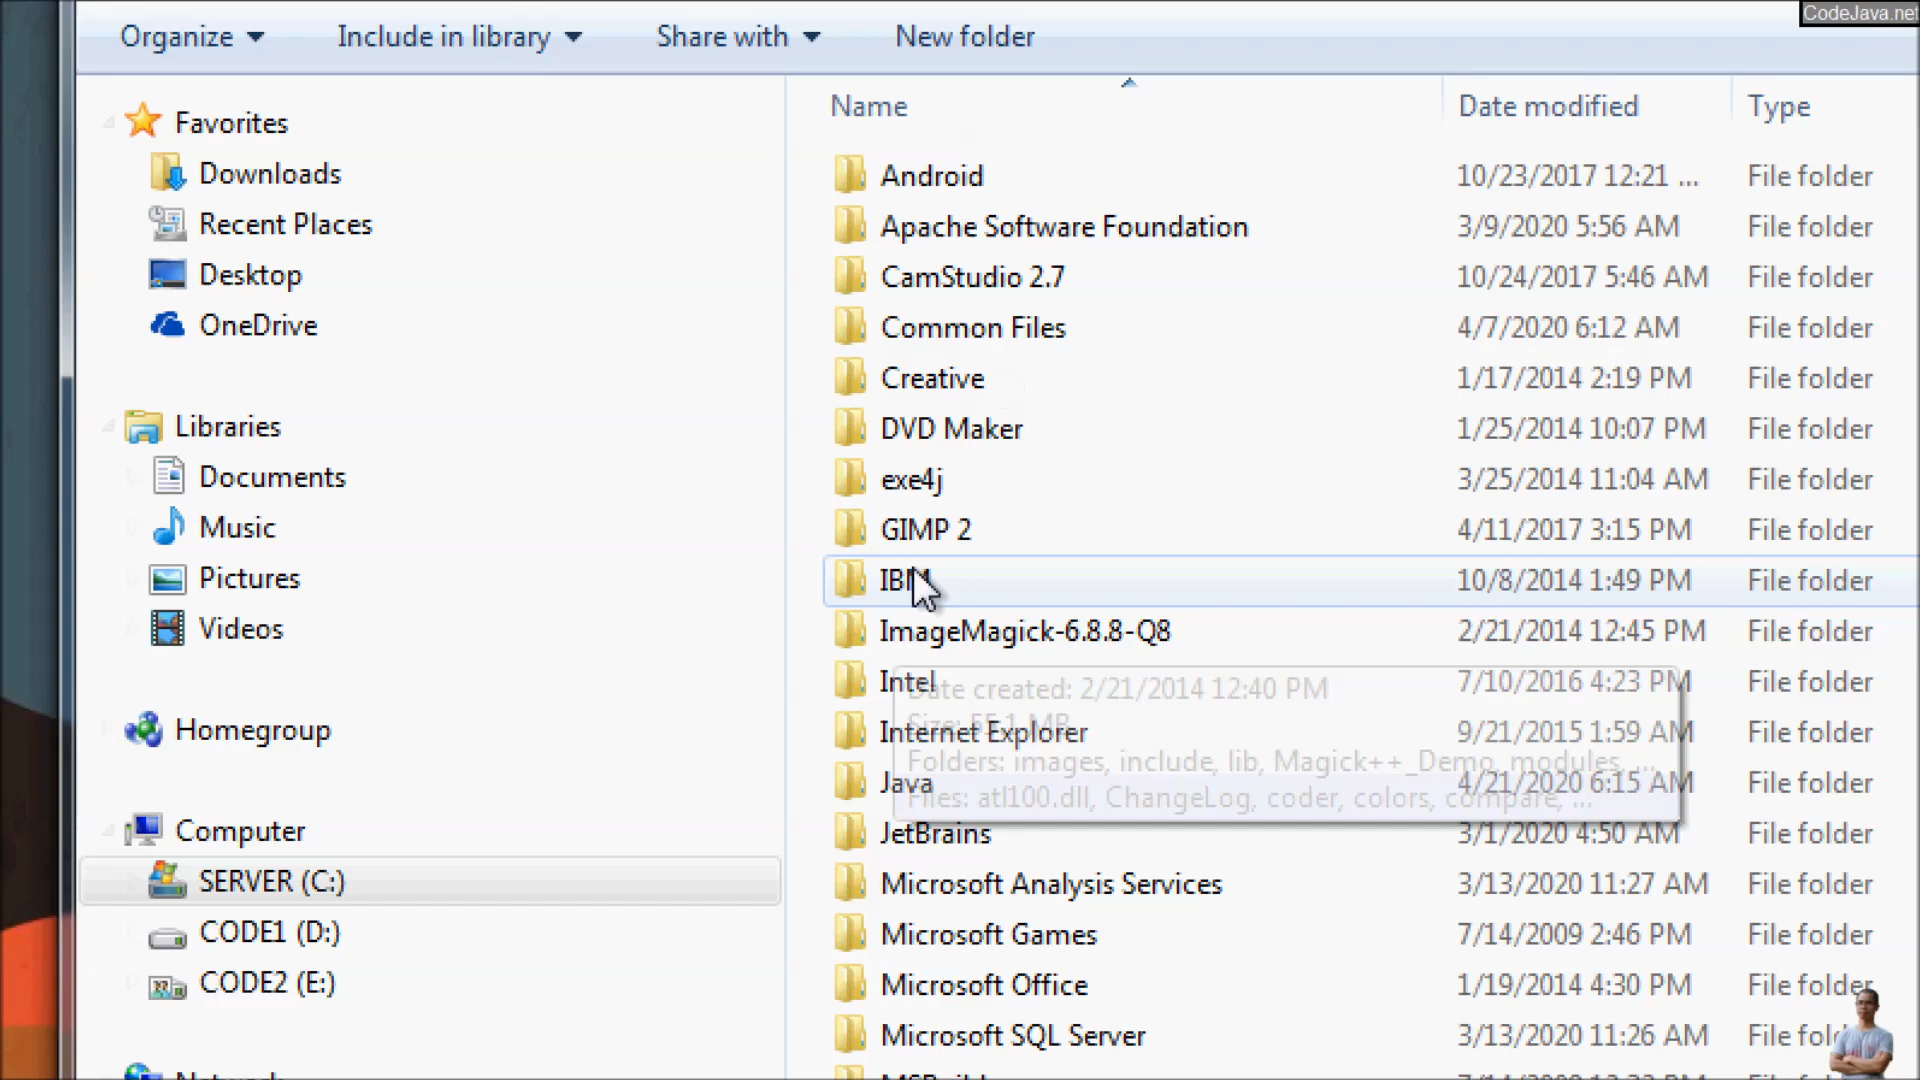 CodeJava.net
Organize Include in library Share with New folder
Name Date modified Type
Favorites
Downloads
Recent Places
Desktop
OneDrive
Libraries
Documents
Music
Pictures
Videos
Homegroup
Computer
SERVER (C:)
CODE1 (D:)
CODE2 (E:)
Android 10/23/2017 12:21 ... File folder
Apache Software Foundation 3/9/2020 5:56 AM File folder
CamStudio 2.7 10/24/2017 5:46 AM File folder
Common Files 4/7/2020 6:12 AM File folder
Creative 1/17/2014 2:19 PM File folder
DVD Maker 1/25/2014 10:07 PM File folder
exe4j 3/25/2014 11:04 AM File folder
GIMP 2 4/11/2017 3:15 PM File folder
IBM 10/8/2014 1:49 PM File folder
ImageMagick-6.8.8-Q8 2/21/2014 12:45 PM File folder
Intel 7/10/2016 4:23 PM File folder
Internet Explorer 9/21/2015 1:59 AM File folder
Java 4/21/2020 6:15 AM File folder
JetBrains 3/1/2020 4:50 AM File folder
Microsoft Analysis Services 3/13/2020 11:27 AM File folder
Microsoft Games 7/14/2009 2:46 PM File folder
Microsoft Office 1/19/2014 4:30 PM File folder
Microsoft SQL Server 3/13/2020 11:26 AM File folder
Date created: 2/21/2014 12:40 PM
Size: 55.1 MB
Folders: images, include, lib, Magick++_Demo, modules, ...
Files: atl100.dll, ChangeLog, coder, colors, compare, ...